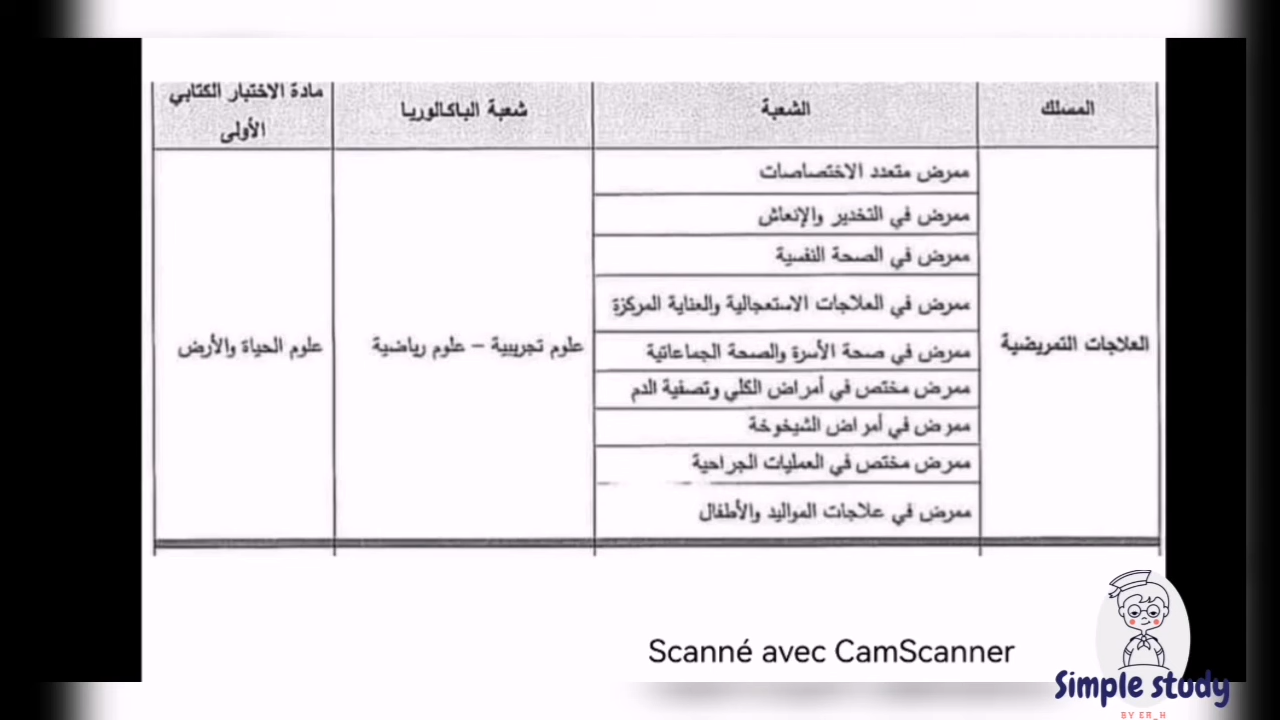 المسلك
الشعبة
شعبة الباكالوريا
مادة الاختبار الكتابي
الأولى
العلاجات التمريضية
ممرض متعدد الاختصاصات
ممرض في التخدير والإنعاش
ممرض في الصحة النفسية
ممرض في العلاجات الاستعجالية والعناية المركزة
ممرض في صحة الأسرة والصحة الجماعاتية
ممرض مختص في أمراض الكلي وتصفية الدم
ممرض في أمراض الشيخوخة
ممرض مختص في العمليات الجراحية
ممرض في علاجات المواليد والأطفال
علوم تجريبية – علوم رياضية
علوم الحياة والأرض
Scanné avec CamScanner
Simple study
BY ER_H